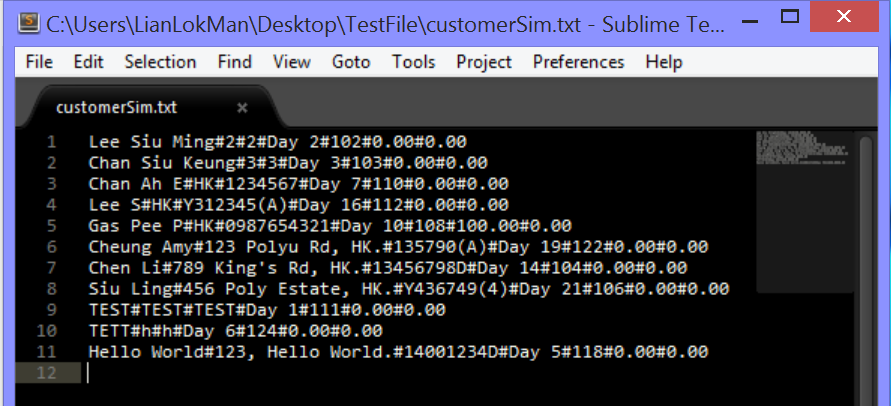 C:\Users\LianLokMan\Desktop\TestFile\customerSim.txt - Sublime Te...
File Edit Selection Find View Goto Tools Project Preferences Help
customerSim.txt ×
1 Lee Siu Ming#2#2#Day 2#102#0.00#0.00
2 Chan Siu Keung#3#3#Day 3#103#0.00#0.00
3 Chan Ah E#HK#1234567#Day 7#110#0.00#0.00
4 Lee S#HK#Y312345(A)#Day 16#112#0.00#0.00
5 Gas Pee P#HK#0987654321#Day 10#108#100.00#0.00
6 Cheung Amy#123 Polyu Rd, HK.#135790(A)#Day 19#122#0.00#0.00
7 Chen Li#789 King's Rd, HK.#13456798D#Day 14#104#0.00#0.00
8 Siu Ling#456 Poly Estate, HK.#Y436749(4)#Day 21#106#0.00#0.00
9 TEST#TEST#TEST#Day 1#111#0.00#0.00
10 TETT#h#h#Day 6#124#0.00#0.00
11 Hello World#123, Hello World.#14001234D#Day 5#118#0.00#0.00
12